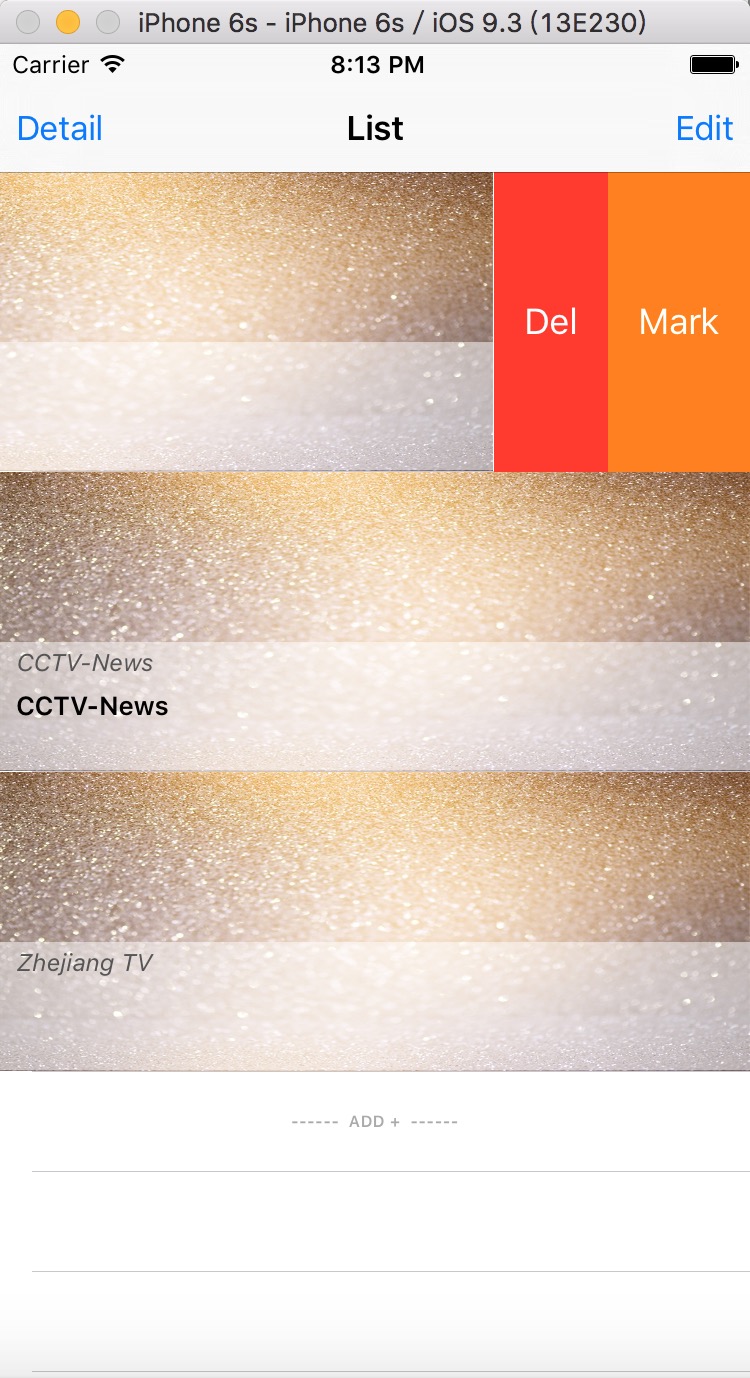 iPhone 6s - iPhone 6s / iOS 9.3 (13E230)
Carrier 8:13 PM
Detail List Edit
Del Mark
CCTV-News
CCTV-News
Zhejiang TV
------ ADD + ------